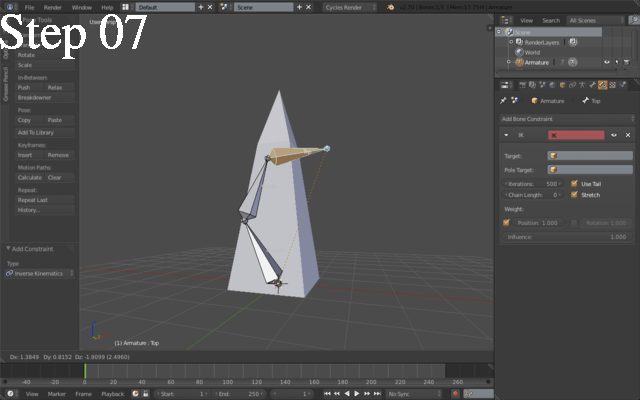 File Render Window Help
Default
Scene
Cycles Render
Step 07
Rotate
Scale
In-Between:
Push Relax
Breakdowner
Pose:
Copy Paste
Add To Library
Keyframes:
Insert Remove
Motion Paths:
Calculate Clear
Repeat:
Repeat Last
History...
Grease Pencil
Add Constraint
Type
Inverse Kinematics
(1) Armature : Top
Dx: 1.3849 Dy: 0.8152 Dz: -1.9099 (2.4960)
-40 -20 0 20 40 60 80 100 120 140 160 180 200 220 240 260
View Marker Frame Playback
Start: 1
End: 250
1
No Sync
View Search All Scenes
Scene
RenderLayers
World
Armature
Armature
Top
Add Bone Constraint
IK
Target:
Pole Target:
Iterations: 500
Use Tail
Chain Length: 0
Stretch
Weight:
Position: 1.000
Rotation: 1.000
Influence: 1.000